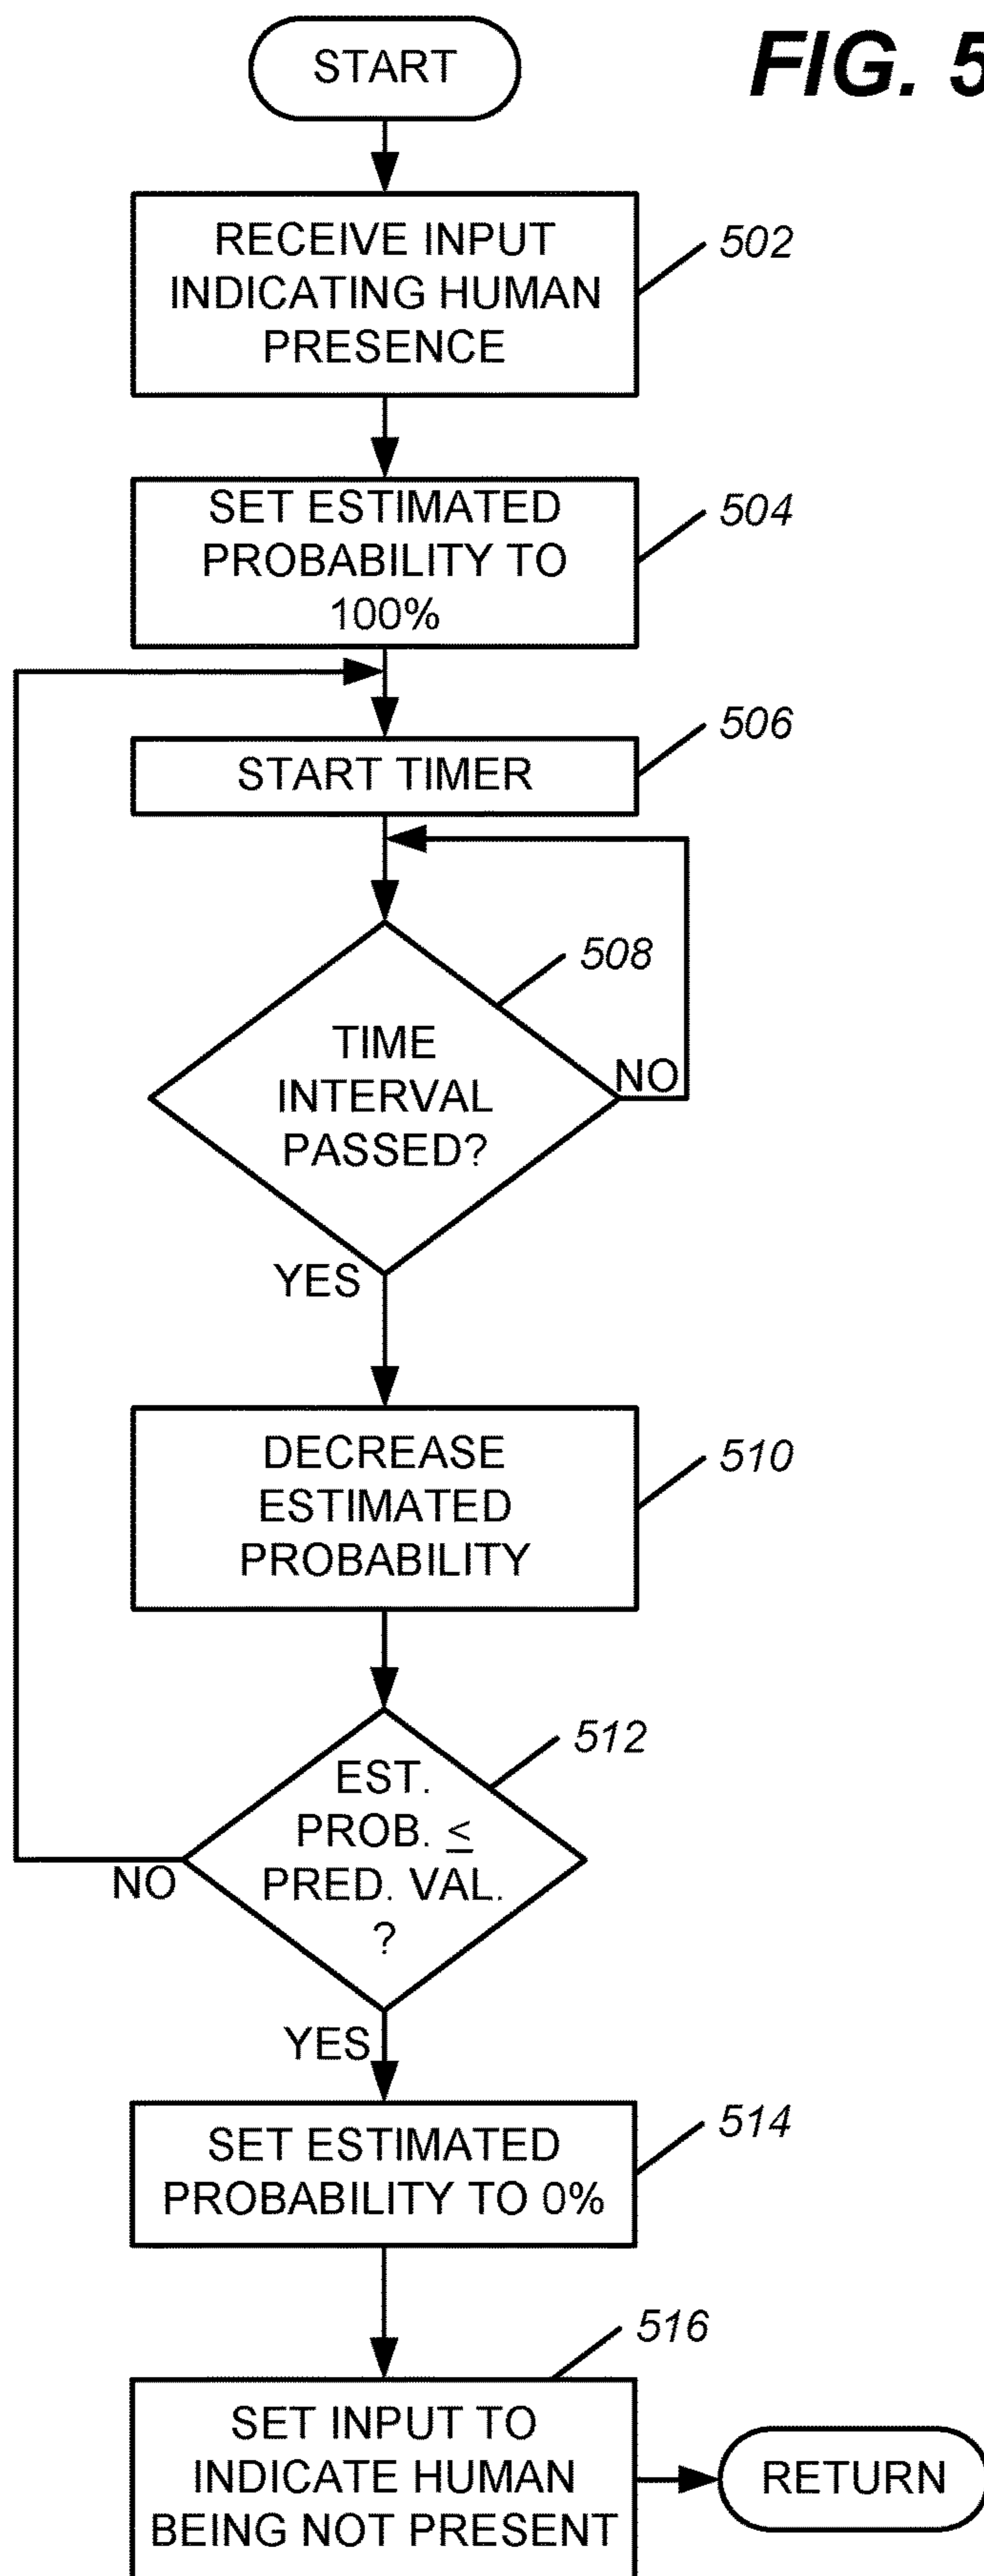 START
FIG. 5
RECEIVE INPUT
INDICATING HUMAN
PRESENCE
502
SET ESTIMATED
PROBABILITY TO
100%
504
START TIMER
506
508
TIME
INTERVAL
PASSED?
NO
YES
DECREASE
ESTIMATED
PROBABILITY
510
512
EST.
PROB. ≤
PRED. VAL.
?
NO
YES
SET ESTIMATED
PROBABILITY TO 0%
514
516
SET INPUT TO
INDICATE HUMAN
BEING NOT PRESENT
RETURN